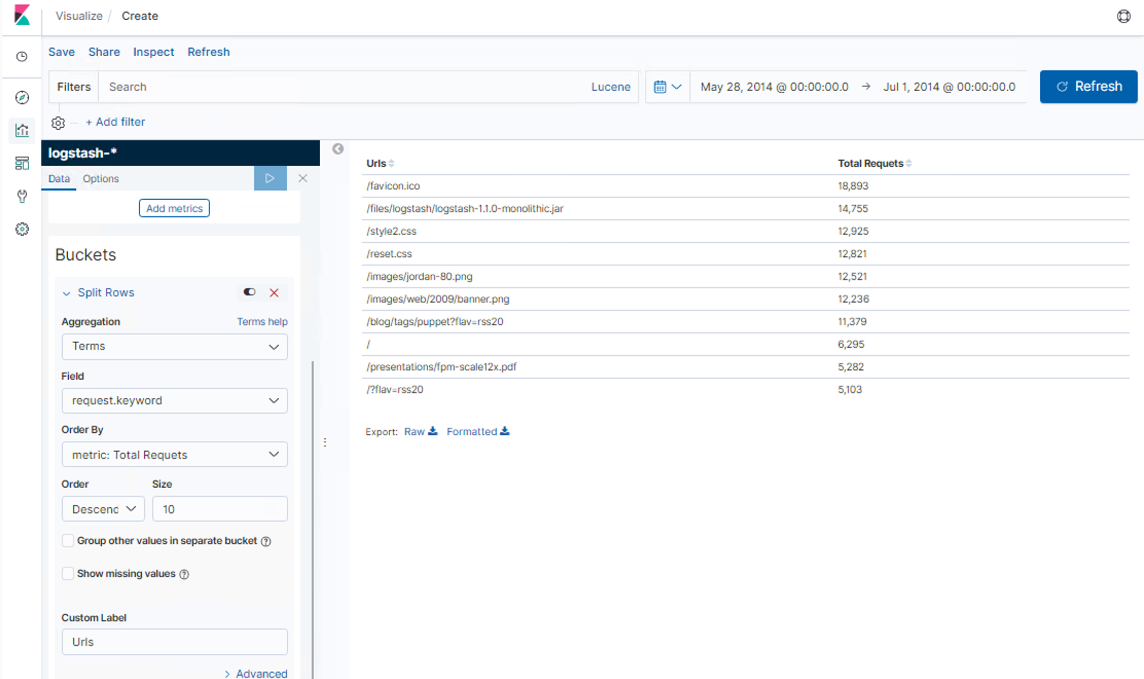 Visualize / Create
Save Share Inspect Refresh
Filters Search Lucene May 28, 2014 @ 00:00:00.0 → Jul 1, 2014 @ 00:00:00.0 Refresh
+ Add filter
logstash-*
Data Options
Add metrics
Buckets
Split Rows
Aggregation Terms help
Terms
Field
request.keyword
Order By
metric: Total Requets
Order Size
Descenc 10
Group other values in separate bucket
Show missing values
Custom Label
Urls
Advanced
Urls Total Requets
/favicon.ico 18,893
/files/logstash/logstash-1.1.0-monolithic.jar 14,755
/style2.css 12,925
/reset.css 12,821
/images/jordan-80.png 12,521
/images/web/2009/banner.png 12,236
/blog/tags/puppet?flav=rss20 11,379
/ 6,295
/presentations/fpm-scale12x.pdf 5,282
/?flav=rss20 5,103
Export: Raw Formatted